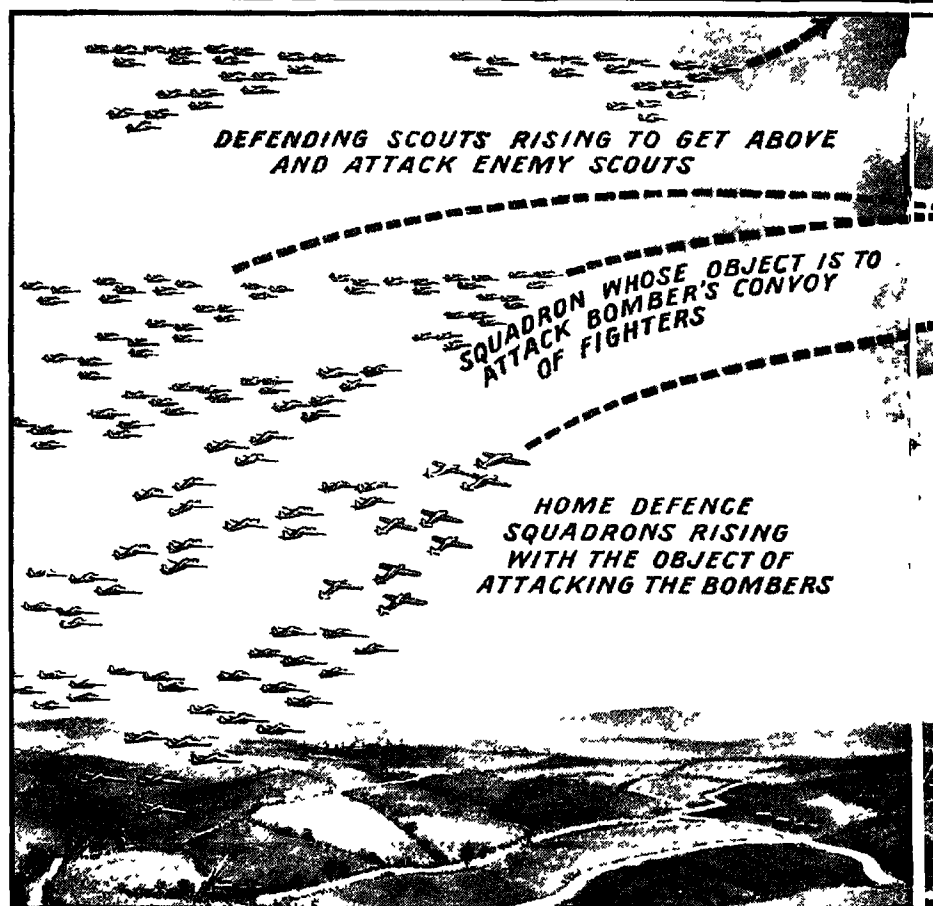 DEFENDING SCOUTS RISING TO GET ABOVE
AND ATTACK ENEMY SCOUTS
SQUADRON WHOSE OBJECT IS TO
ATTACK BOMBER'S CONVOY
OF FIGHTERS
HOME DEFENCE
SQUADRONS RISING
WITH THE OBJECT OF
ATTACKING THE BOMBERS